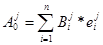 A_0^j = \sum_{i=1}^{n} B_i^j * e_i^j